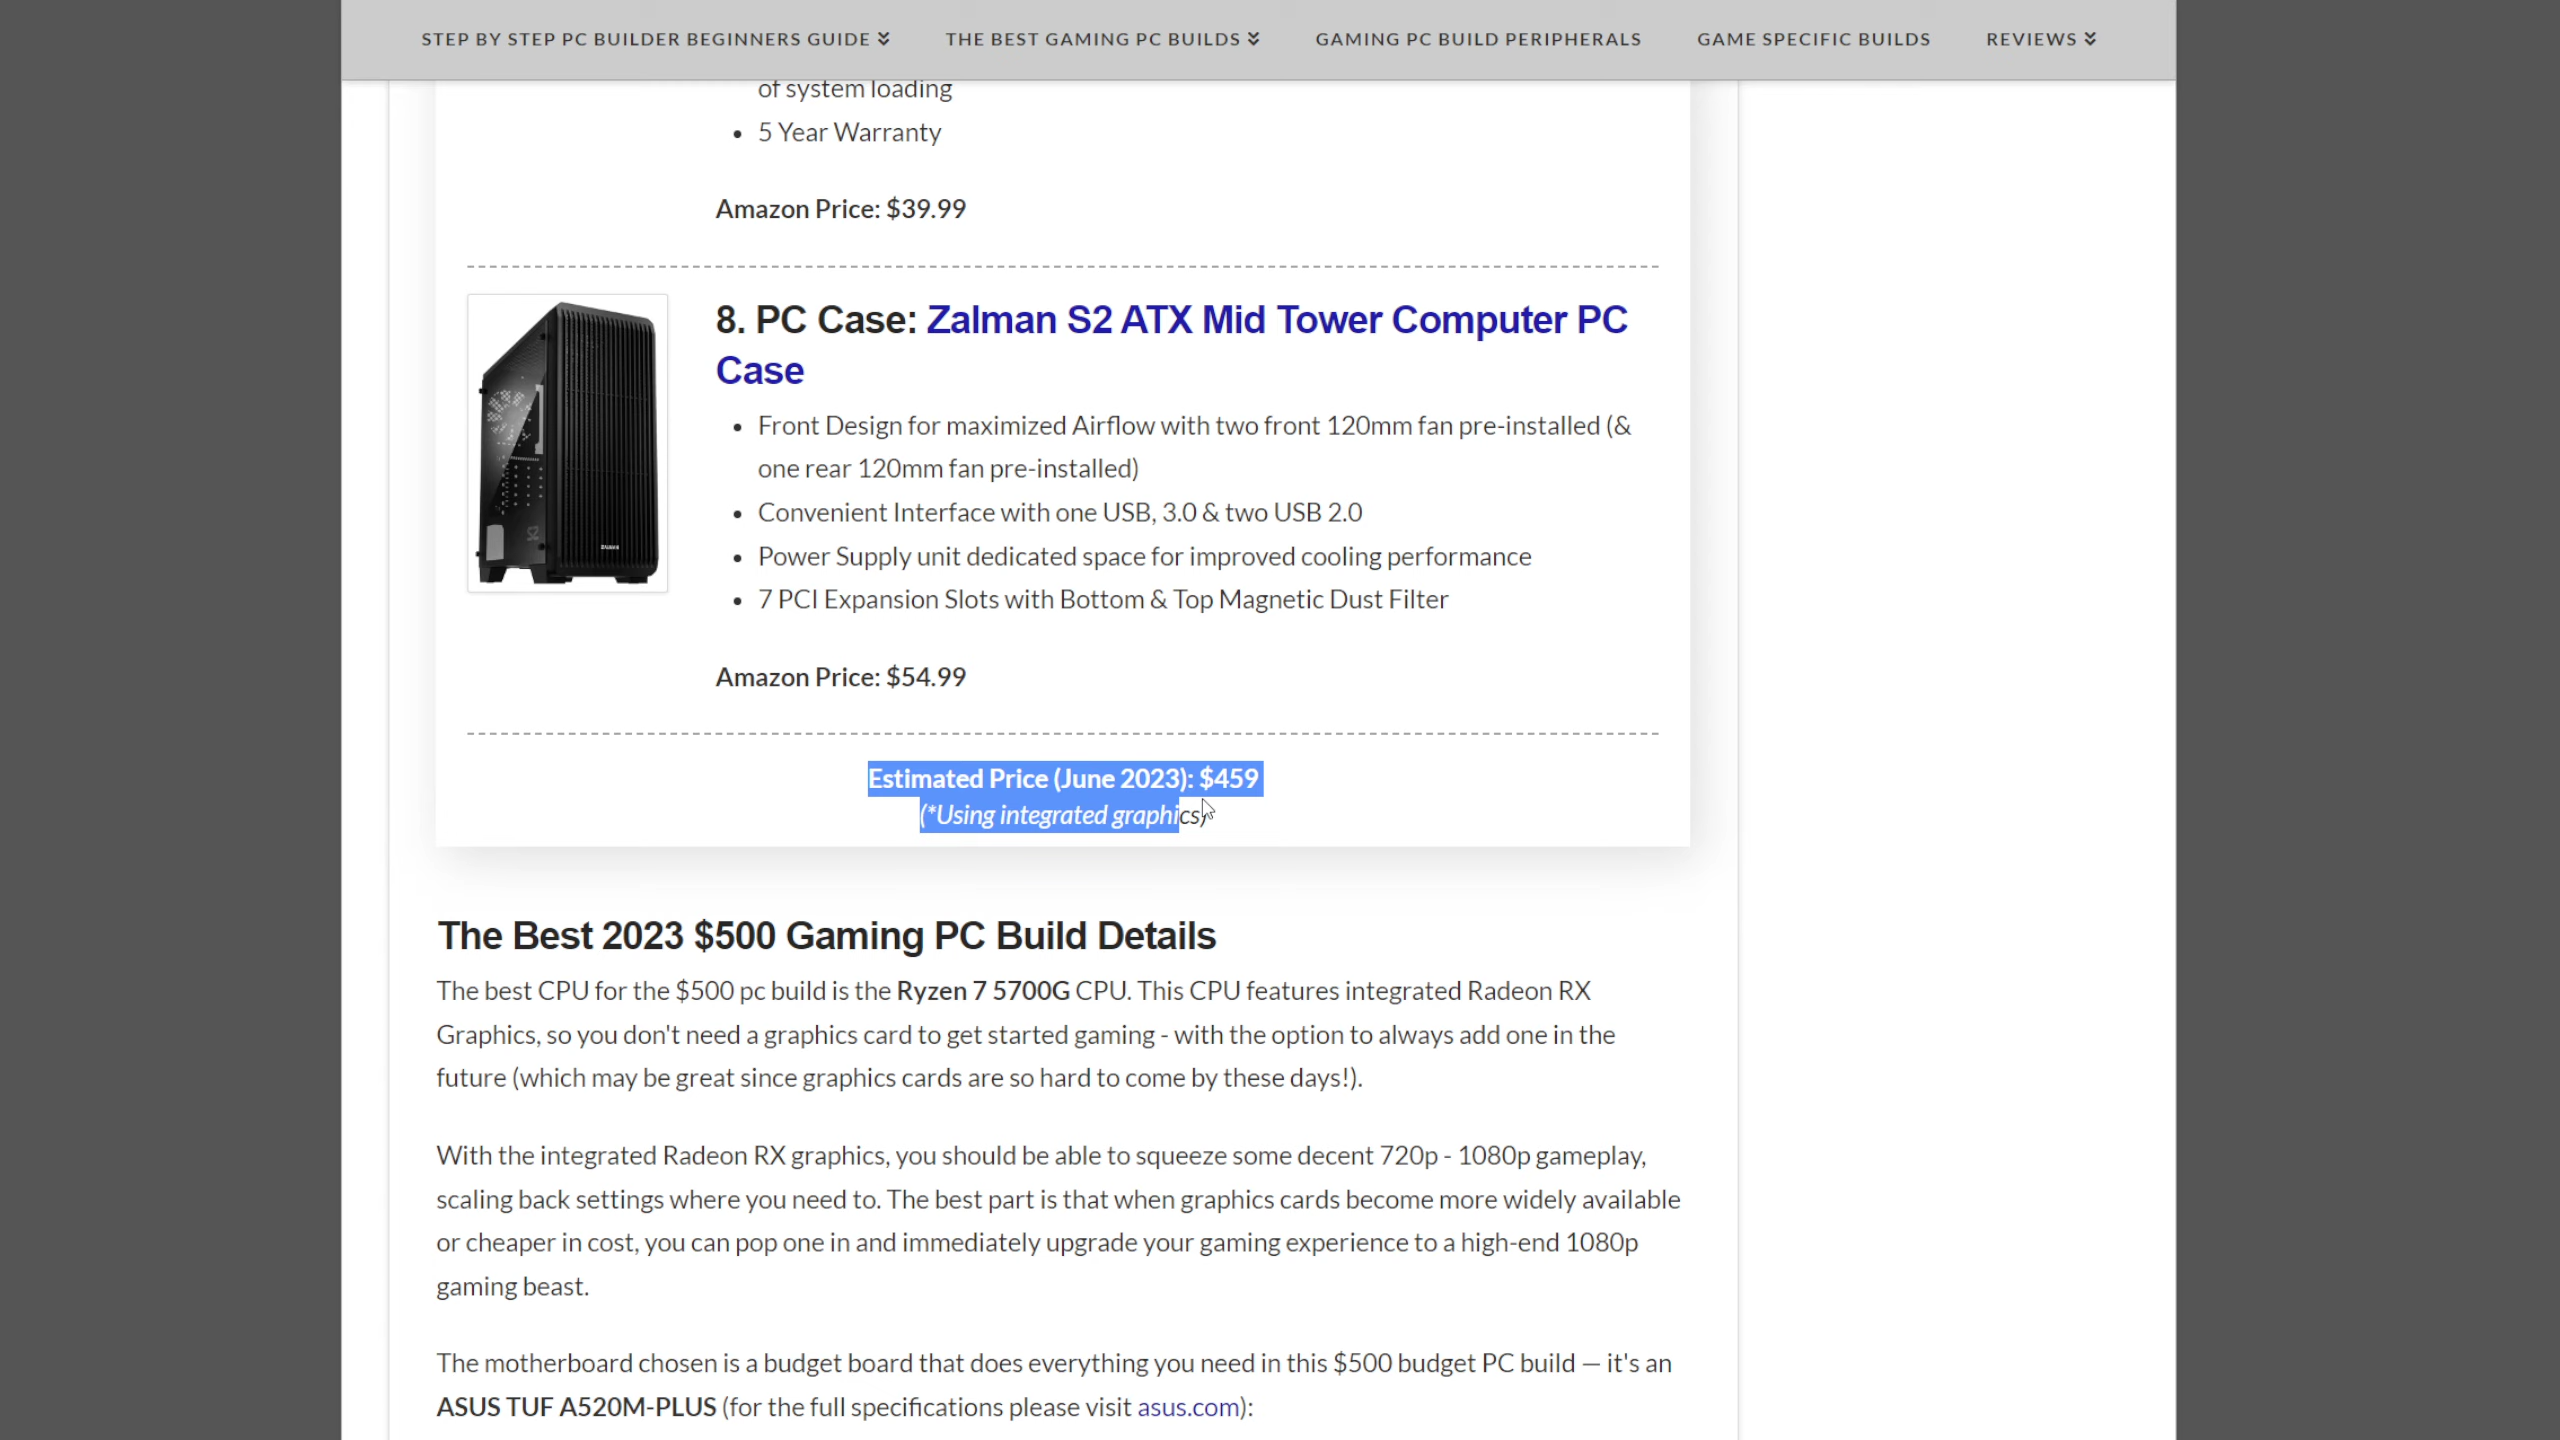 STEP BY STEP PC BUILDER BEGINNERS GUIDE THE BEST GAMING PC BUILDS GAMING PC BUILD PERIPHERALS GAME SPECIFIC BUILDS REVIEWS
of system loading
• 5 Year Warranty
Amazon Price: $39.99
8. PC Case: Zalman S2 ATX Mid Tower Computer PC
Case
• Front Design for maximized Airflow with two front 120mm fan pre-installed (&
one rear 120mm fan pre-installed)
• Convenient Interface with one USB, 3.0 & two USB 2.0
• Power Supply unit dedicated space for improved cooling performance
• 7 PCI Expansion Slots with Bottom & Top Magnetic Dust Filter
Amazon Price: $54.99
Estimated Price (June 2023): $459
(*Using integrated graphics)
The Best 2023 $500 Gaming PC Build Details
The best CPU for the $500 pc build is the Ryzen 7 5700G CPU. This CPU features integrated Radeon RX
Graphics, so you don't need a graphics card to get started gaming - with the option to always add one in the
future (which may be great since graphics cards are so hard to come by these days!).
With the integrated Radeon RX graphics, you should be able to squeeze some decent 720p - 1080p gameplay,
scaling back settings where you need to. The best part is that when graphics cards become more widely available
or cheaper in cost, you can pop one in and immediately upgrade your gaming experience to a high-end 1080p
gaming beast.
The motherboard chosen is a budget board that does everything you need in this $500 budget PC build — it's an
ASUS TUF A520M-PLUS (for the full specifications please visit asus.com):